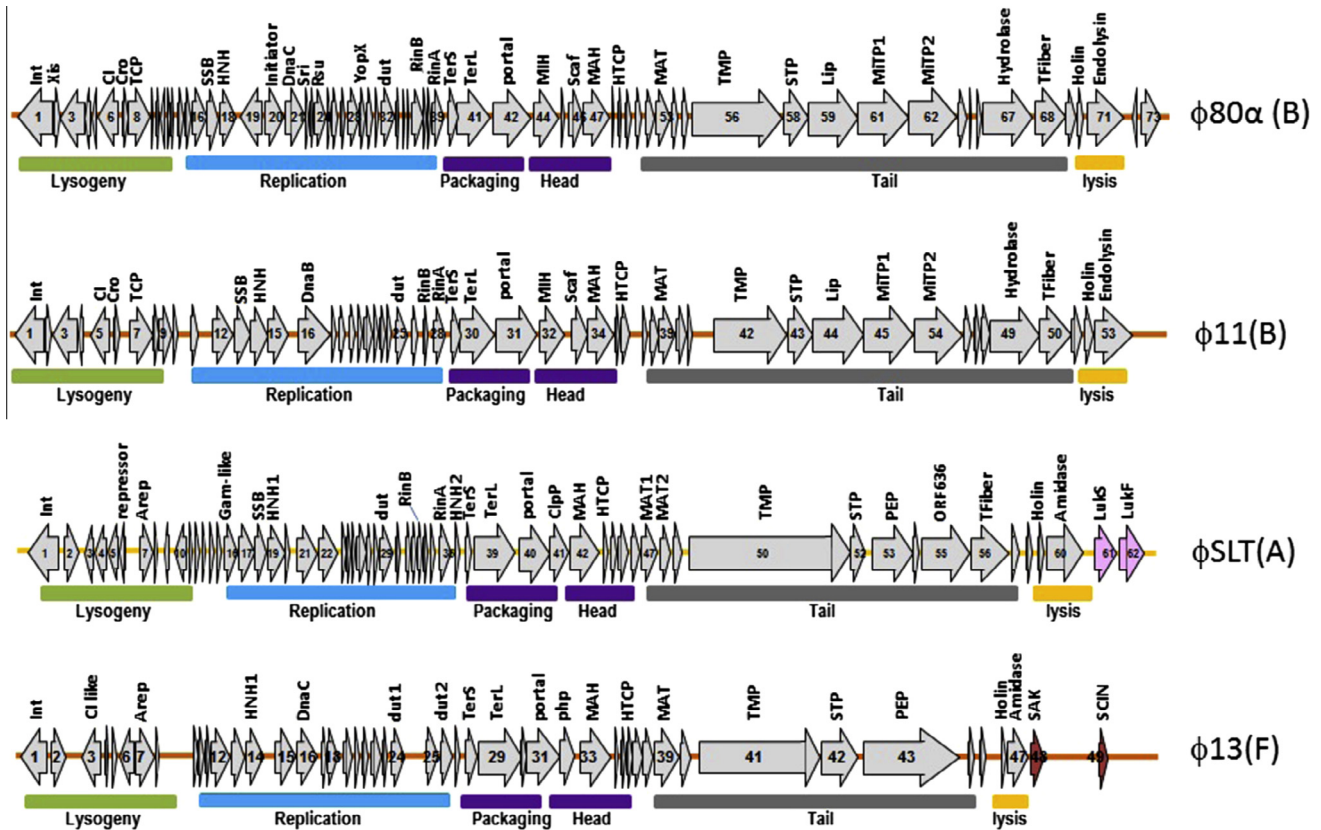 Int Xis CI Cro TCP SSB HNH Initiator DnaC Sri Rsu YopX dut RinB RinA TerS TerL portal MIH Scaf MAH HTCP MAT TMP STP Lip MiTP1 MiTP2 Hydrolase TFiber Holin Endolysin
1 3 6 8 16 18 19 20 21 41 42 44 46 47 53 56 58 59 61 62 67 68 71 73 ϕ80α (B)
Lysogeny Replication Packaging Head Tail lysis
Int CI Cro TCP SSB HNH DnaB dut RinB RinA TerS TerL portal MIH Scaf MAH HTCP MAT TMP STP Lip MiTP1 MiTP2 Hydrolase TFiber Holin Endolysin
1 3 5 7 9 12 15 16 25 28 30 31 32 34 39 42 43 44 45 54 49 50 53 ϕ11(B)
Lysogeny Replication Packaging Head Tail lysis
Int repressor Arep Gam-like SSB HNH1 dut RinB RinA HNH2 TerS TerL portal ClpP MAH HTCP MAT1 MAT2 TMP STP PEP ORF636 TFiber Holin Amidase LukS LukF
1 2 3 4 5 7 10 16 17 19 21 22 29 39 40 41 42 47 50 52 53 55 56 60 61 62 ϕSLT(A)
Lysogeny Replication Packaging Head Tail lysis
Int CI like Arep HNH1 DnaC dut1 dut2 TerS TerL portal php MAH HTCP MAT TMP STP PEP Holin Amidase SAK SCIN
1 2 3 6 7 12 14 15 16 18 24 25 29 31 33 39 41 42 43 47 48 49 ϕ13(F)
Lysogeny Replication Packaging Head Tail lysis